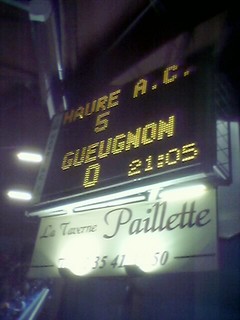 HAVRE A.C.
5
GUEUGNON
0 21:05
La Taverne Paillette
35 41 50